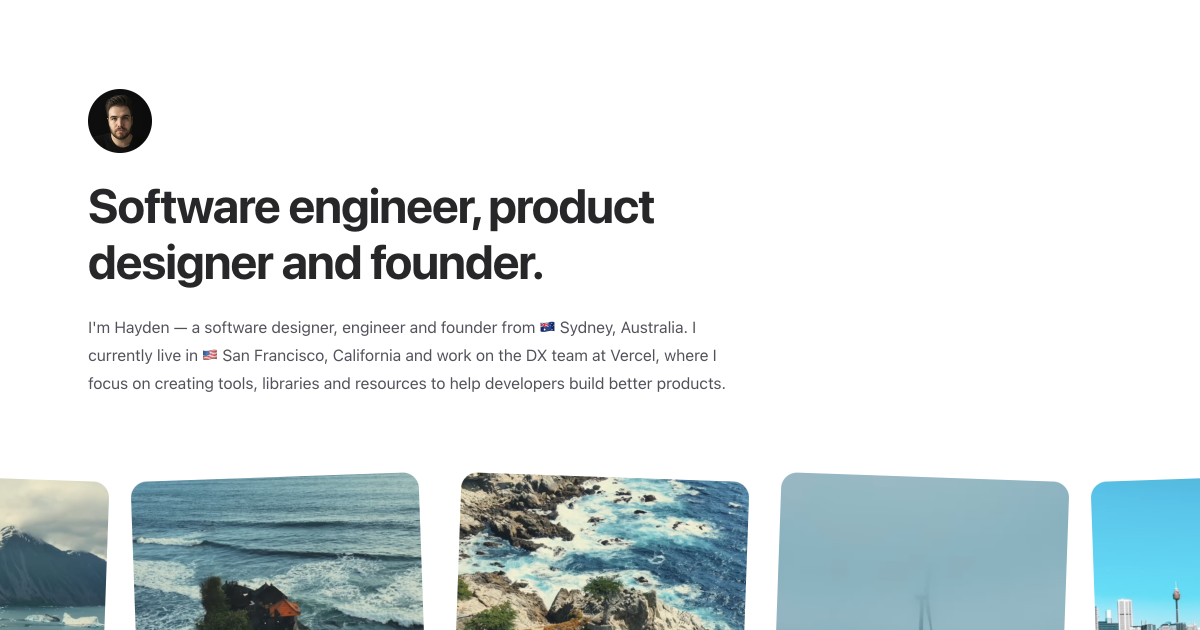 Software engineer, product
designer and founder.
I'm Hayden — a software designer, engineer and founder from 🇦🇺 Sydney, Australia. I
currently live in 🇺🇸 San Francisco, California and work on the DX team at Vercel, where I
focus on creating tools, libraries and resources to help developers build better products.